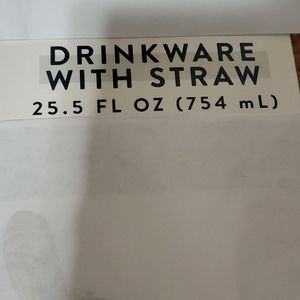 DRINKWARE
WITH STRAW
25.5 FL OZ (754 mL)